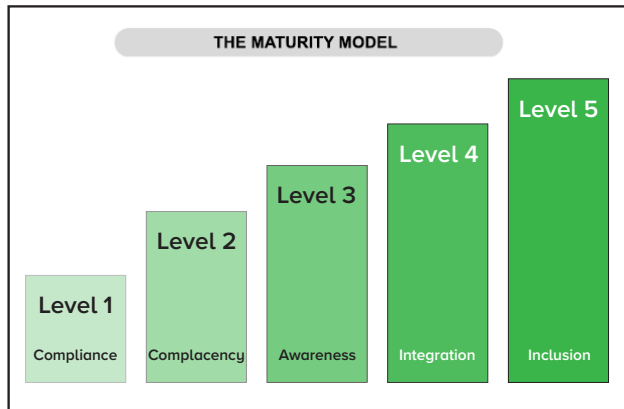 THE MATURITY MODEL
Level 1
Compliance
Level 2
Complacency
Level 3
Awareness
Level 4
Integration
Level 5
Inclusion